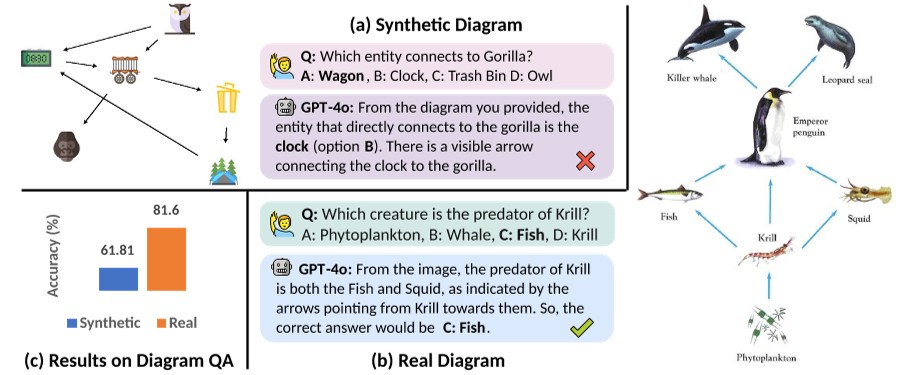 (a) Synthetic Diagram
08:30
Q: Which entity connects to Gorilla?
A: Wagon, B: Clock, C: Trash Bin D: Owl
GPT-4o: From the diagram you provided, the
entity that directly connects to the gorilla is the
clock (option B). There is a visible arrow
connecting the clock to the gorilla.
Killer whale
Leopard seal
Emperor
penguin
Fish
Squid
Krill
Phytoplankton
Q: Which creature is the predator of Krill?
A: Phytoplankton, B: Whale, C: Fish, D: Krill
GPT-4o: From the image, the predator of Krill
is both the Fish and Squid, as indicated by the
arrows pointing from Krill towards them. So, the
correct answer would be C: Fish.
(b) Real Diagram
Accuracy (%)
61.81
81.6
Synthetic Real
(c) Results on Diagram QA